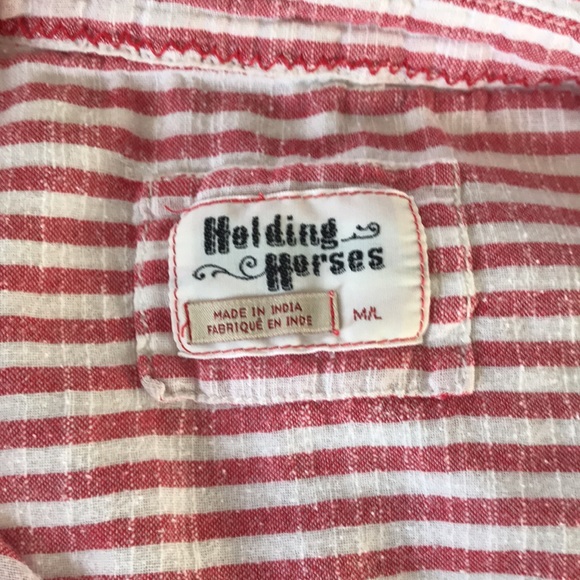 Holding
Horses
MADE IN INDIA
FABRIQUÉ EN INDE
M/L